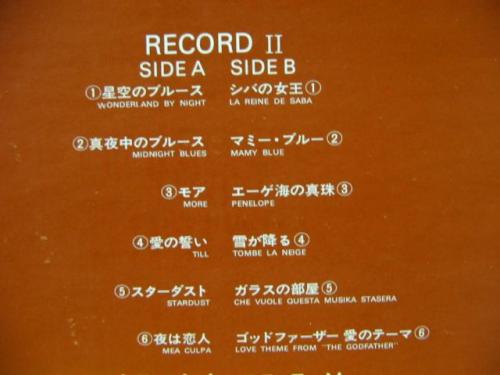 RECORD II
SIDE A SIDE B
①星空のブルース シバの女王①
WONDERLAND BY NIGHT LA REINE DE SABA
②真夜中のブルース マミー・ブルー②
MIDNIGHT BLUES MAMY BLUE
③モア エーゲ海の真珠③
MORE PENELOPE
④愛の誓い 雪が降る④
TILL TOMBE LA NEIGE
⑤スターダスト ガラスの部屋⑤
STARDUST CHE VUOLE QUESTA MUSIKA STASERA
⑥夜は恋人 ゴッドファーザー 愛のテーマ⑥
MEA CULPA LOVE THEME FROM "THE GODFATHER"